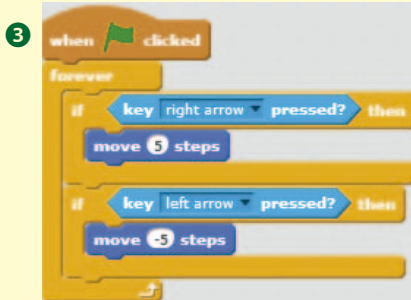 3
when clicked
forever
if key right arrow pressed? then
move 5 steps
if key left arrow pressed? then
move -5 steps